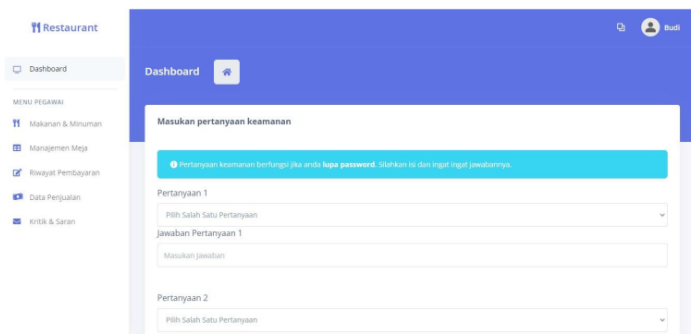 Restaurant
Budi
Dashboard
Dashboard
MENU PEGAWAI
Makanan & Minuman
Manajemen Meja
Riwayat Pembayaran
Data Penjualan
Kritik & Saran
Masukan pertanyaan keamanan
Pertanyaan keamanan berfungsi jika anda lupa password. Silahkan isi dan ingat ingat jawabannya.
Pertanyaan 1
Pilih Salah Satu Pertanyaan
Jawaban Pertanyaan 1
Masukan Jawaban
Pertanyaan 2
Pilih Salah Satu Pertanyaan